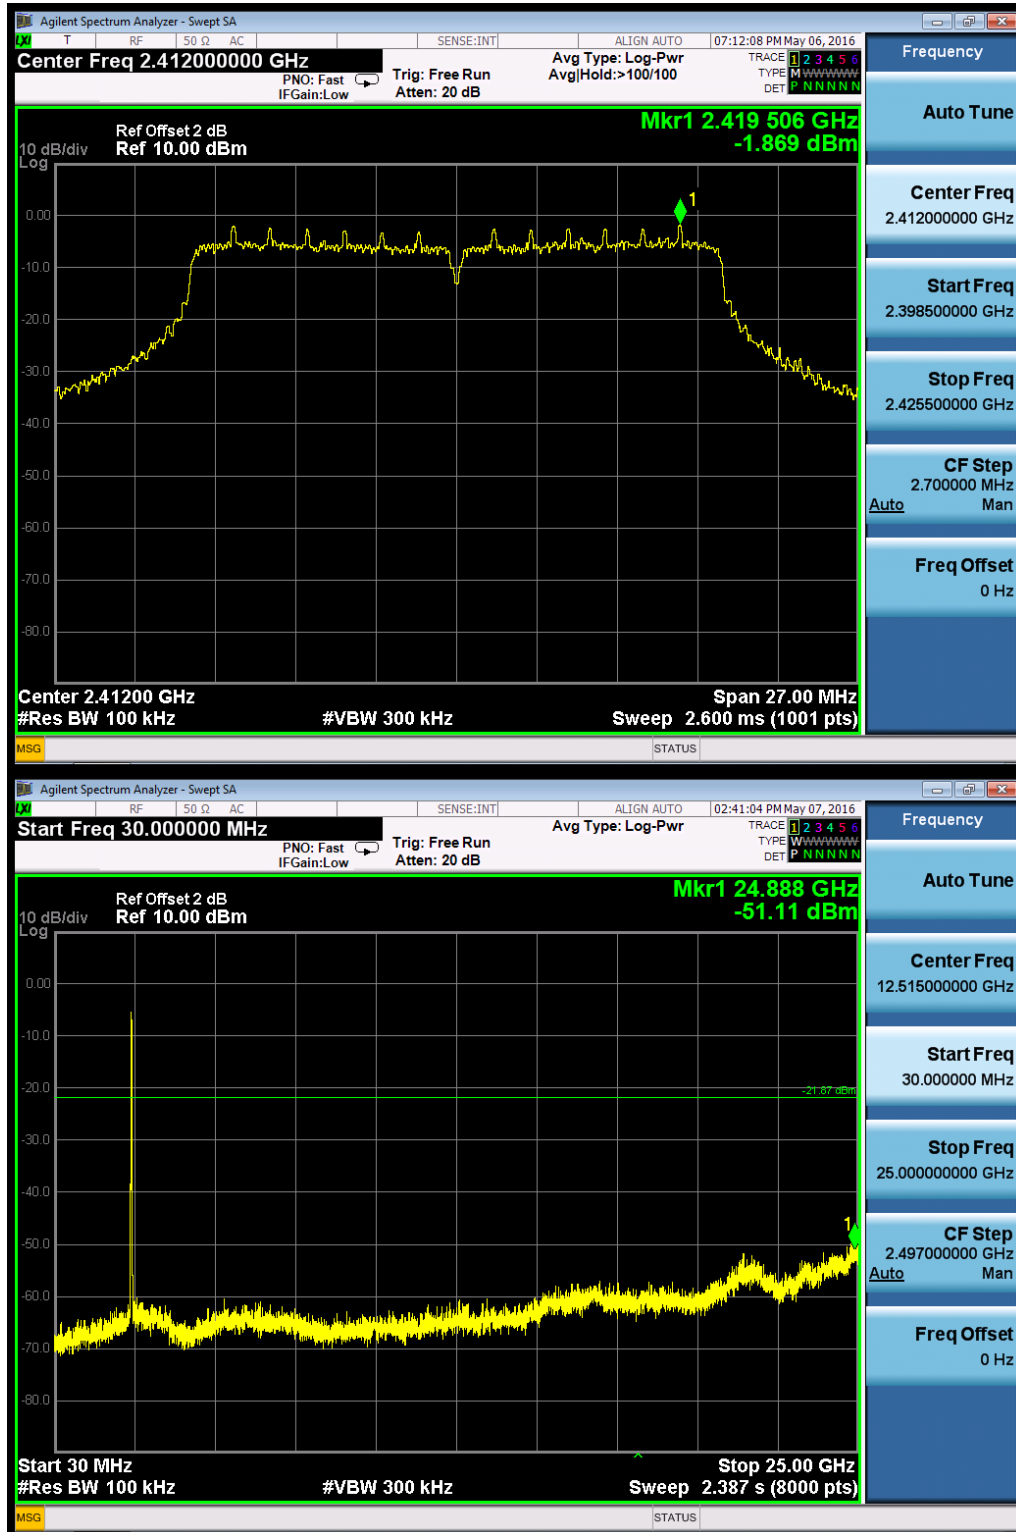 Agilent Spectrum Analyzer - Swept SA
LXI T RF 50 Ω AC SENSE:INT ALIGN AUTO 07:12:08 PM May 06, 2016
Center Freq 2.412000000 GHz
PNO: Fast
IFGain:Low
Trig: Free Run
Atten: 20 dB
Avg Type: Log-Pwr
Avg|Hold:>100/100
TRACE 1 2 3 4 5 6
TYPE M WWWWW
DET P N N N N N
Mkr1 2.419 506 GHz
-1.869 dBm
Ref Offset 2 dB
10 dB/div Ref 10.00 dBm
Log
1
0.00
-10.0
-20.0
-30.0
-40.0
-50.0
-60.0
-70.0
-80.0
Center 2.41200 GHz Span 27.00 MHz
#Res BW 100 kHz #VBW 300 kHz Sweep 2.600 ms (1001 pts)
MSG STATUS
Frequency
Auto Tune
Center Freq
2.412000000 GHz
Start Freq
2.398500000 GHz
Stop Freq
2.425500000 GHz
CF Step
2.700000 MHz
Auto Man
Freq Offset
0 Hz
Agilent Spectrum Analyzer - Swept SA
LXI RF 50 Ω AC SENSE:INT ALIGN AUTO 02:41:04 PM May 07, 2016
Start Freq 30.000000 MHz
PNO: Fast
IFGain:Low
Trig: Free Run
Atten: 20 dB
Avg Type: Log-Pwr
TRACE 1 2 3 4 5 6
TYPE WWWWWW
DET P N N N N N
Mkr1 24.888 GHz
-51.11 dBm
Ref Offset 2 dB
10 dB/div Ref 10.00 dBm
Log
0.00
-10.0
-20.0
-21.87 dBm
-30.0
-40.0
1
-50.0
-60.0
-70.0
-80.0
Start 30 MHz Stop 25.00 GHz
#Res BW 100 kHz #VBW 300 kHz Sweep 2.387 s (8000 pts)
MSG STATUS
Frequency
Auto Tune
Center Freq
12.515000000 GHz
Start Freq
30.000000 MHz
Stop Freq
25.000000000 GHz
CF Step
2.497000000 GHz
Auto Man
Freq Offset
0 Hz